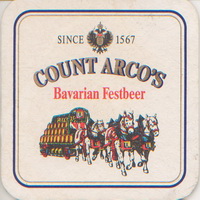 SINCE 1567
COUNT ARCO'S
Bavarian Festbeer